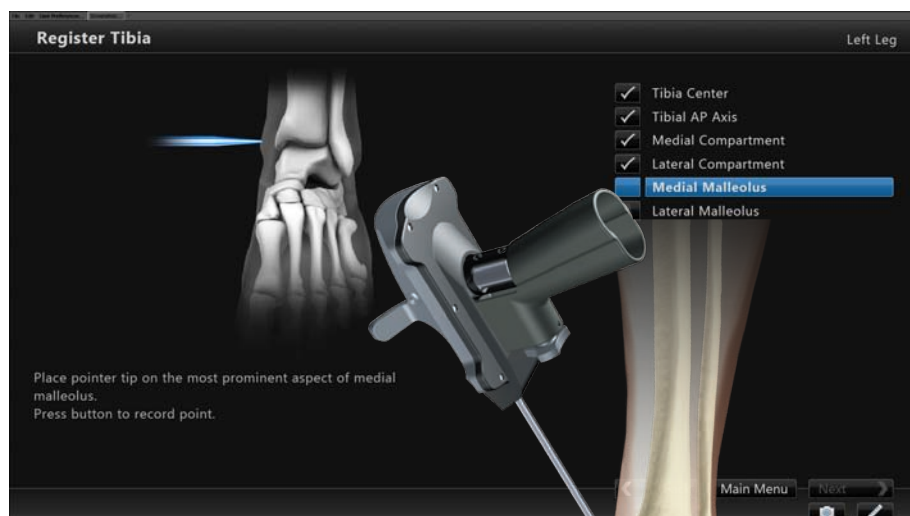 Register Tibia
Left Leg
Tibia Center
Tibial AP Axis
Medial Compartment
Lateral Compartment
Medial Malleolus
Lateral Malleolus
Place pointer tip on the most prominent aspect of medial
malleolus.
Press button to record point.
Main Menu
Next